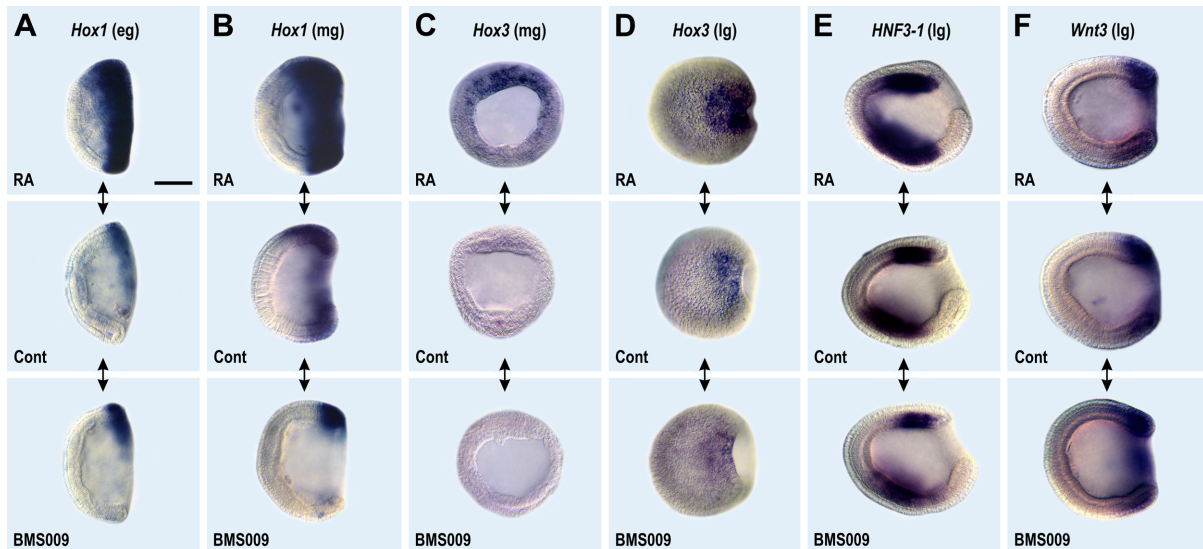 A Hox1 (eg)
B Hox1 (mg)
C Hox3 (mg)
D Hox3 (lg)
E HNF3-1 (lg)
F Wnt3 (lg)
RA RA RA RA RA RA
Cont Cont Cont Cont Cont Cont
BMS009 BMS009 BMS009 BMS009 BMS009 BMS009